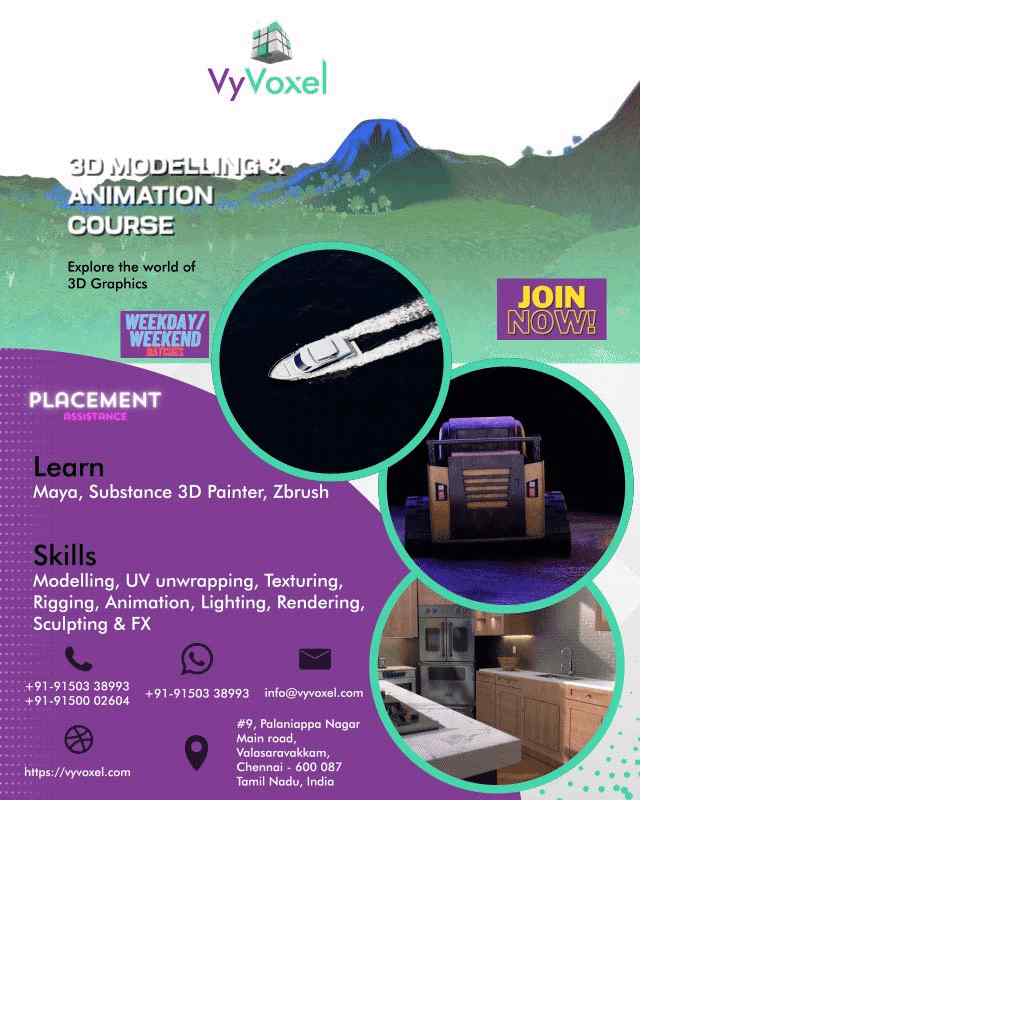 VyVoxel
3D MODELLING &
ANIMATION
COURSE
Explore the world of
3D Graphics
WEEKDAY/
WEEKEND
BATCHES
JOIN
NOW!
PLACEMENT
ASSISTANCE
Learn
Maya, Substance 3D Painter, Zbrush
Skills
Modelling, UV unwrapping, Texturing,
Rigging, Animation, Lighting, Rendering,
Sculpting & FX
+91-91503 38993
+91-91500 02604
+91-91503 38993
info@vyvoxel.com
https://vyvoxel.com
#9, Palaniappa Nagar
Main road,
Valasaravakkam,
Chennai - 600 087
Tamil Nadu, India